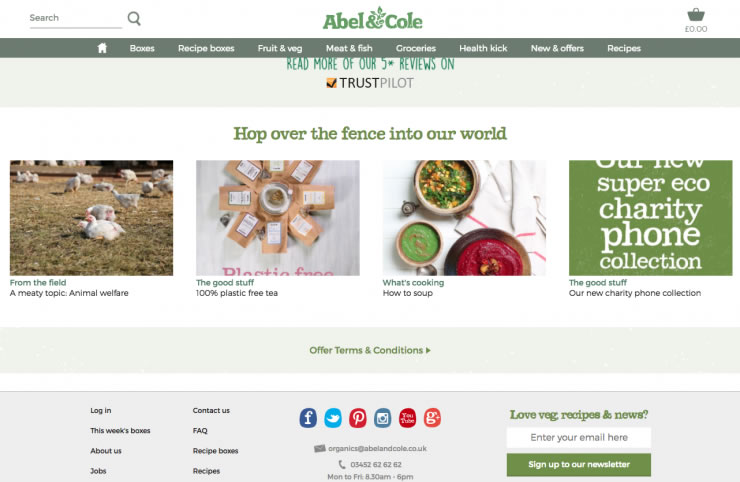 Search
Abel & Cole
£0.00
Boxes
Recipe boxes
Fruit & veg
Meat & fish
Groceries
Health kick
New & offers
Recipes
READ MORE OF OUR 5* REVIEWS ON
TRUSTPILOT
Hop over the fence into our world
Plastic free
Our new
super eco
charity
phone
collection
From the field
A meaty topic: Animal welfare
The good stuff
100% plastic free tea
What's cooking
How to soup
The good stuff
Our new charity phone collection
Offer Terms & Conditions
Log in
This week's boxes
About us
Jobs
Contact us
FAQ
Recipe boxes
Recipes
You
Tube
g+
organics@abelandcole.co.uk
03452 62 62 62
Mon to Fri: 8.30am - 6pm
Love veg, recipes & news?
Enter your email here
Sign up to our newsletter